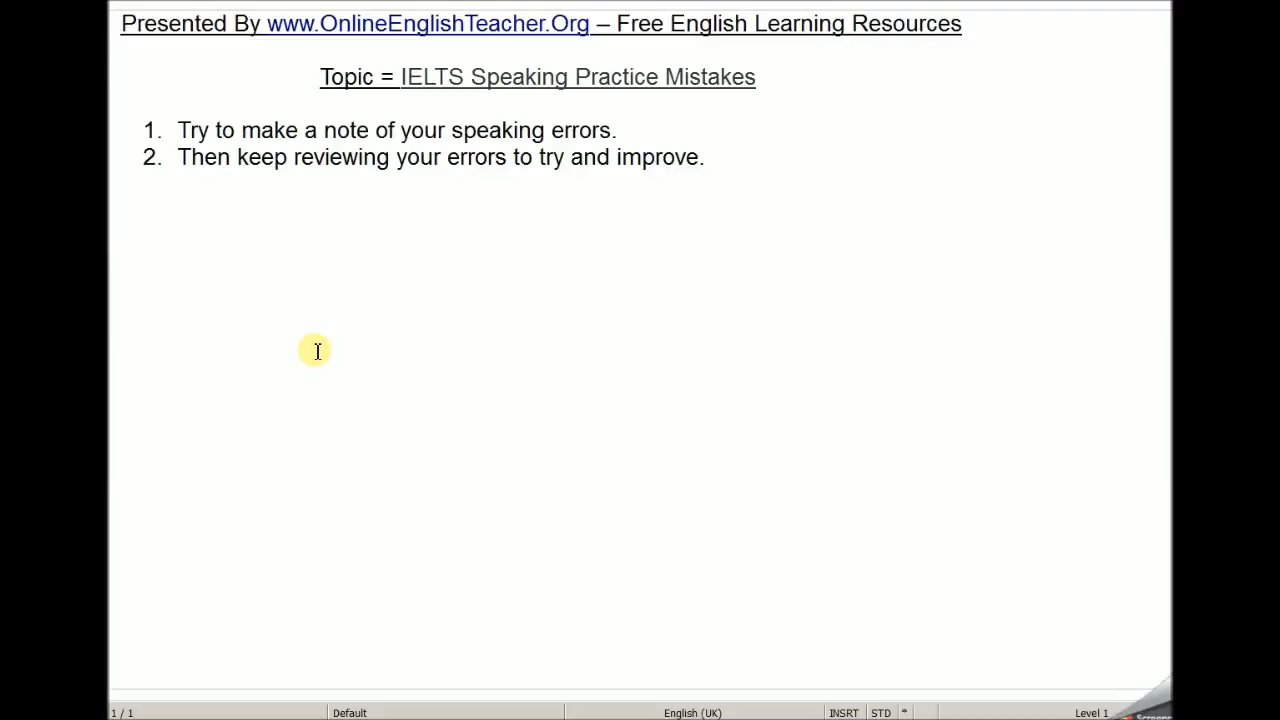 Presented By www.OnlineEnglishTeacher.Org – Free English Learning Resources
Topic = IELTS Speaking Practice Mistakes
1. Try to make a note of your speaking errors.
2. Then keep reviewing your errors to try and improve.
1 / 1 Default English (UK) INSRT STD * Level 1